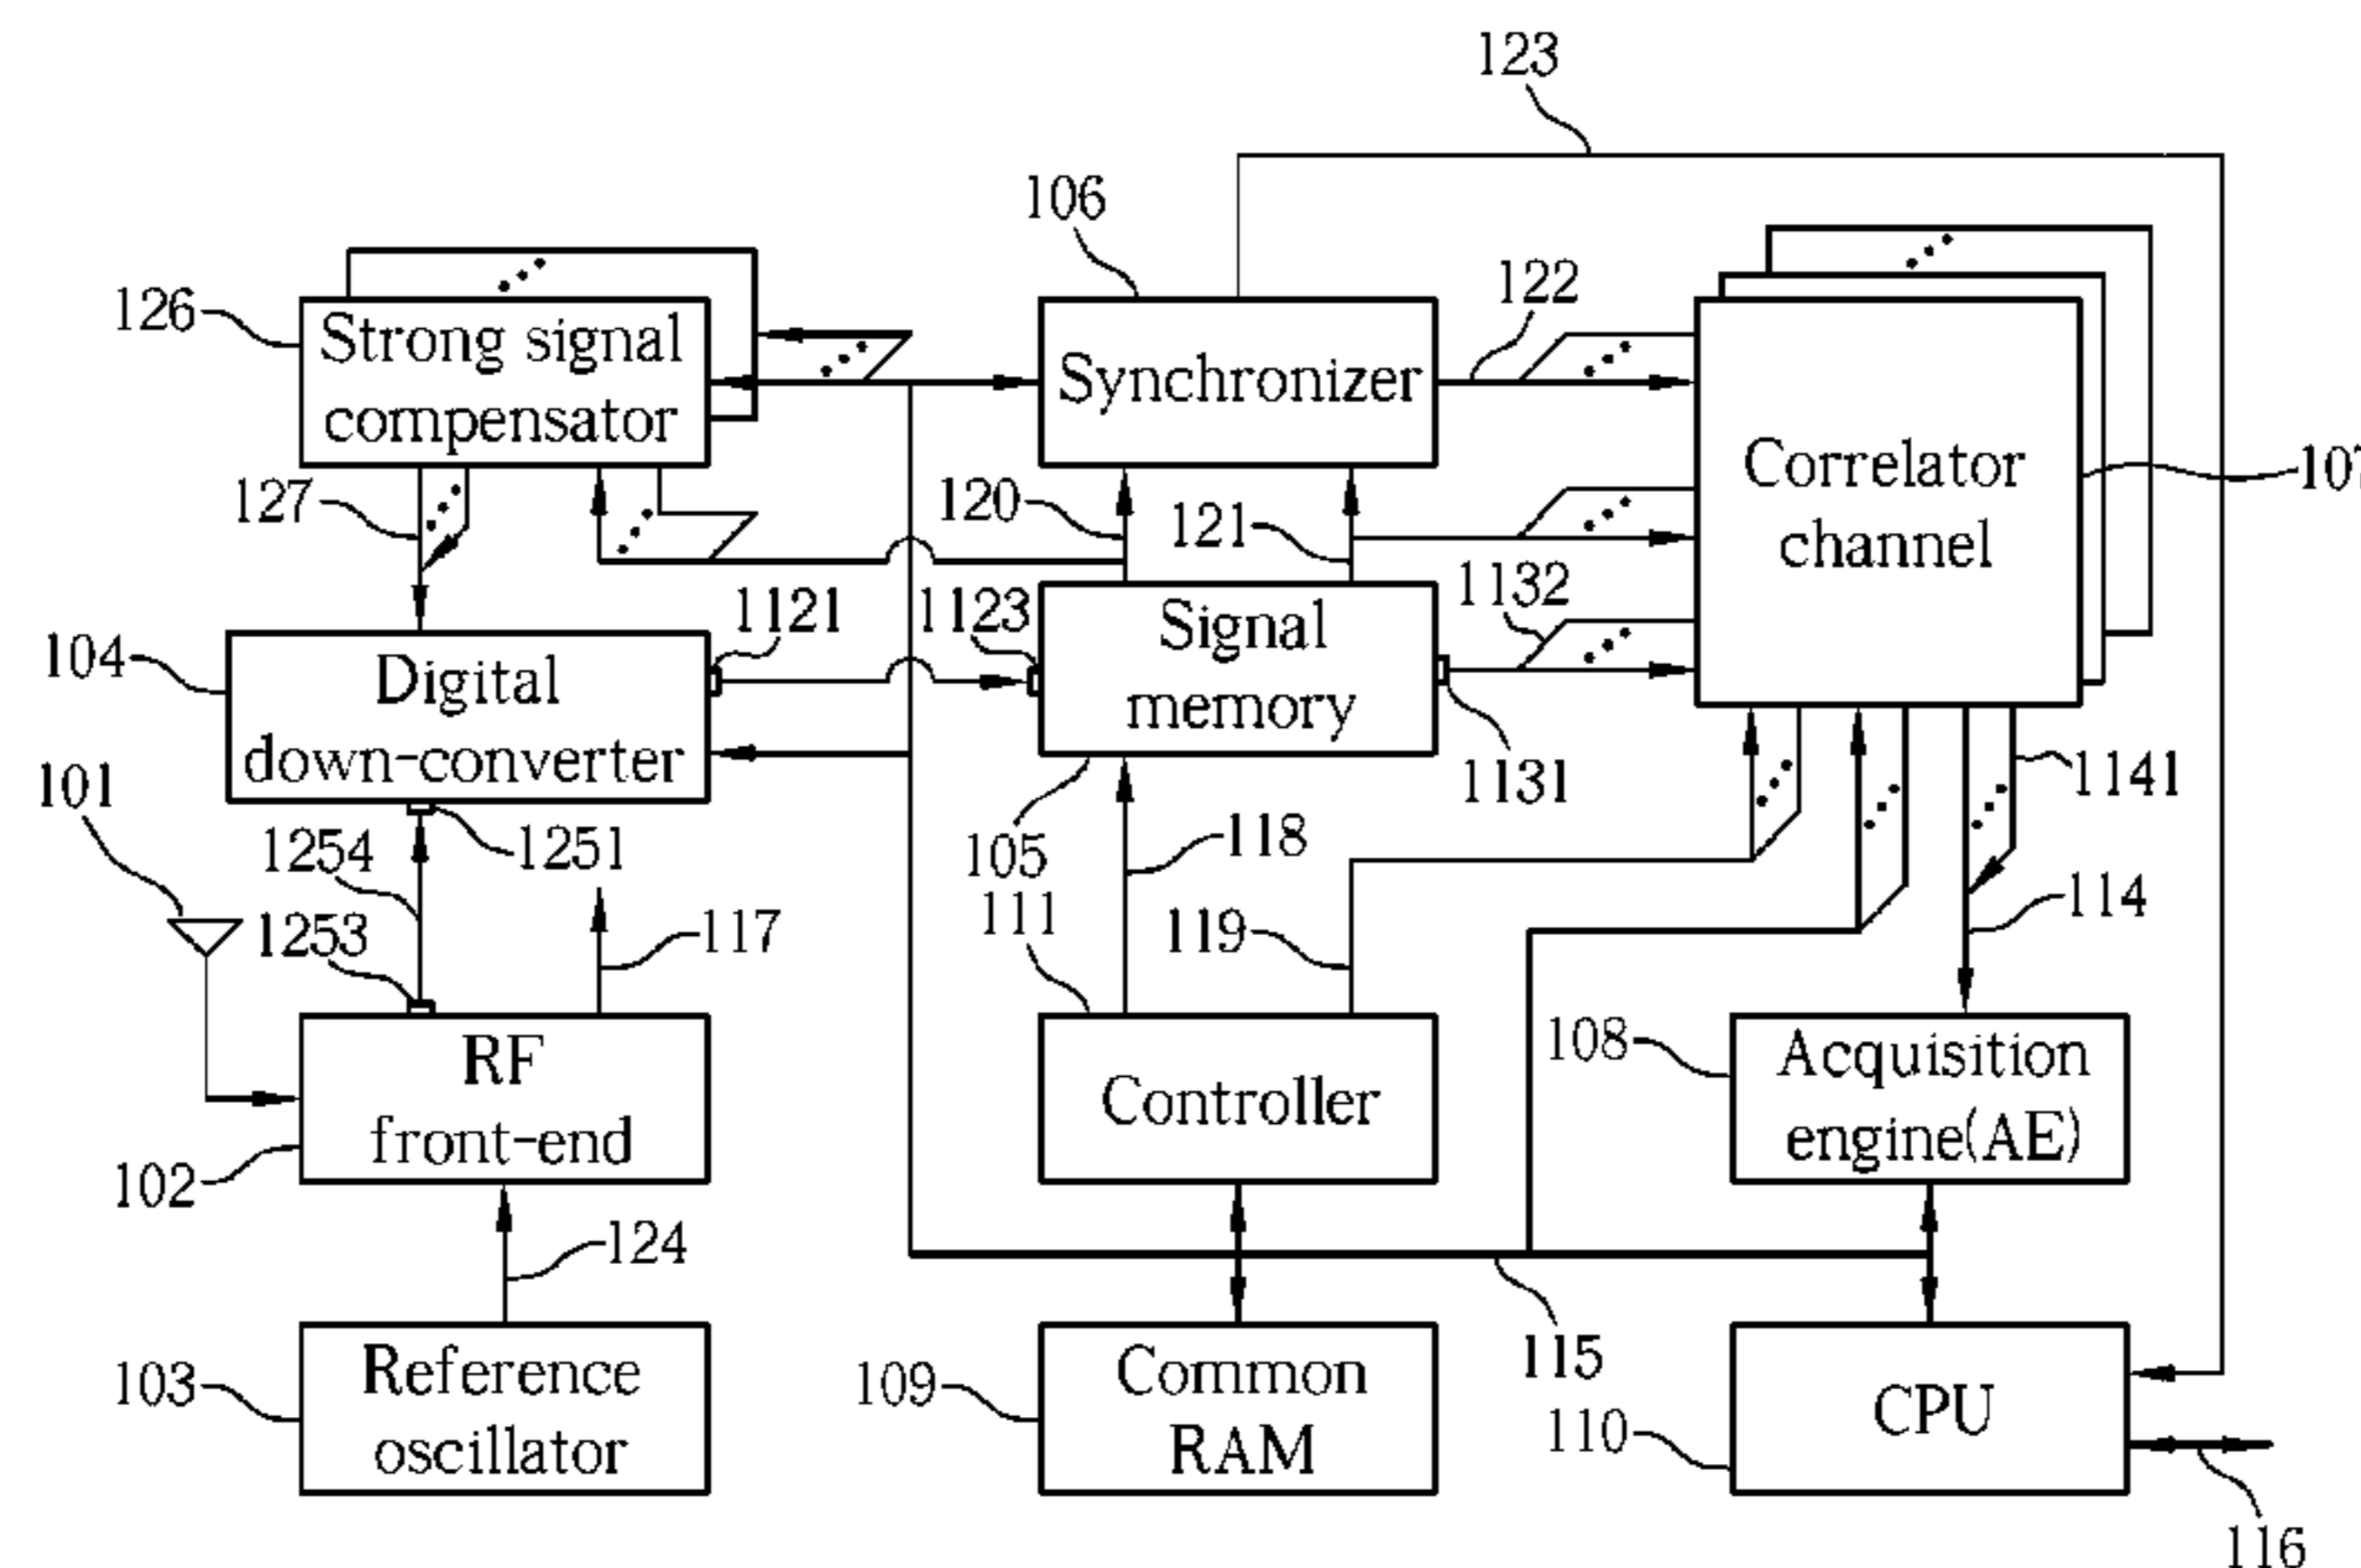 123
106
126
Strong signal
compensator
122
Synchronizer
Correlator
channel
107
127
120
121
1132
1121
1123
104
Digital
down-converter
Signal
memory
1131
1141
101
1254
1251
105
118
111
119
114
1253
117
102
RF
front-end
Controller
108
Acquisition
engine(AE)
124
103
Reference
oscillator
109
Common
RAM
115
110
CPU
116